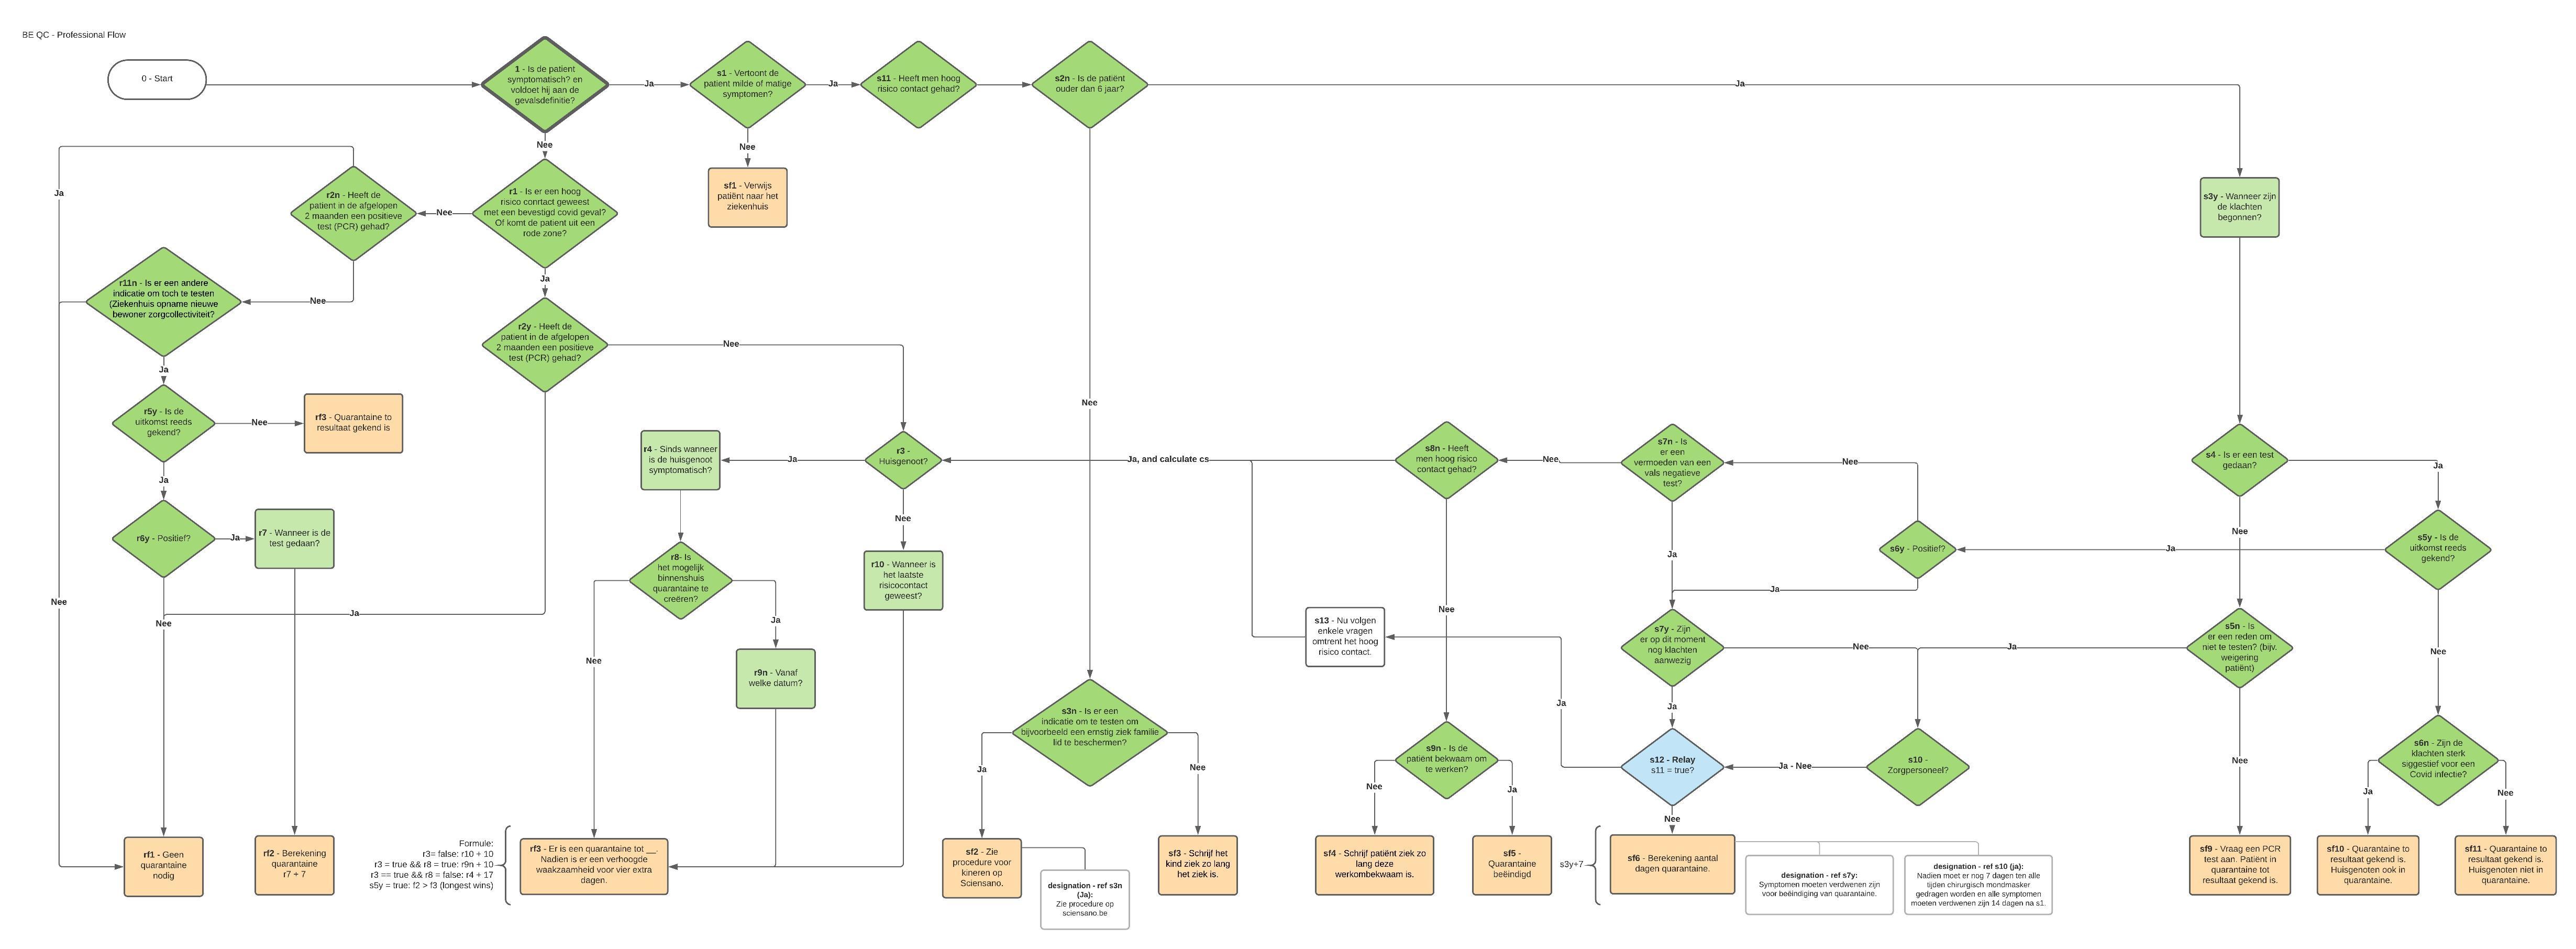 BE QC - Professional Flow
0 - Start
1 - Is de patient
symptomatisch? en
voldoet hij aan de
gevalsdefinitie?
Ja
s1 - Vertoont de
patient milde of matige
symptomen?
Ja
s11 - Heeft men hoog
risico contact gehad?
s2n - Is de patiënt
ouder dan 6 jaar?
Ja
Nee
Nee
sf1 - Verwijs
patiënt naar het
ziekenhuis
Ja
r2n - Heeft de
patient in de afgelopen
2 maanden een positieve
test (PCR) gehad?
Nee
r1 - Is er een hoog
risico conrtact geweest
met een bevestigd covid geval?
Of komt de patient uit een
rode zone?
s3y - Wanneer zijn
de klachten
begonnen?
Ja
r11n - Is er een andere
indicatie om toch te testen
(Ziekenhuis opname nieuwe
bewoner zorgcollectiviteit?
Nee
r2y - Heeft de
patient in de afgelopen
2 maanden een positieve
test (PCR) gehad?
Nee
Ja
r5y - Is de
uitkomst reeds
gekend?
Nee
rf3 - Quarantaine to
resultaat gekend is
Nee
r4 - Sinds wanneer
is de huisgenoot
symptomatisch?
Ja
r3 -
Huisgenoot?
Ja, and calculate cs
s8n - Heeft
men hoog risico
contact gehad?
Nee
s7n - Is
er een
vermoeden van een
vals negatieve
test?
Nee
s4 - Is er een test
gedaan?
Ja
Ja
r6y - Positief?
Ja
r7 - Wanneer is de
test gedaan?
Nee
r8- Is
het mogelijk
binnenshuis
quarantaine te
creëren?
r10 - Wanneer is
het laatste
risicocontact
geweest?
Ja
s6y - Positief?
Ja
Nee
s5y - Is de
uitkomst reeds
gekend?
Ja
Nee
Nee
Ja
Ja
Nee
s13 - Nu volgen
enkele vragen
omtrent het hoog
risico contact.
Nee
r9n - Vanaf
welke datum?
s7y - Zijn
er op dit moment
nog klachten
aanwezig
Nee
Ja
s5n - Is
er een reden om
niet te testen? (bijv.
weigering
patiënt)
Nee
Ja
Ja
s3n - Is er een
indicatie om te testen om
bijvoorbeeld een ernstig ziek familie
lid te beschermen?
Ja
Nee
s9n - Is de
patiënt bekwaam om
te werken?
Nee
Ja
s12 - Relay
s11 = true?
Ja - Nee
s10 -
Zorgpersoneel?
Nee
s6n - Zijn de
klachten sterk
siggestief voor een
Covid infectie?
Ja
Nee
Nee
rf1 - Geen
quarantaine
nodig
rf2 - Berekening
quarantaine
r7 + 7
Formule:
r3= false: r10 + 10
r3 = true && r8 = true: r9n + 10
r3 == true && r8 = false: r4 + 17
s5y = true: f2 > f3 (longest wins)
rf3 - Er is een quarantaine tot __.
Nadien is er een verhoogde
waakzaamheid voor vier extra
dagen.
sf2 - Zie
procedure voor
kineren op
Sciensano.
designation - ref s3n
(Ja):
Zie procedure op
sciensano.be
sf3 - Schrijf het
kind ziek zo lang
het ziek is.
sf4 - Schrijf patiënt ziek zo
lang deze
werkombekwaam is.
sf5 -
Quarantaine
beëindigd
s3y+7
sf6 - Berekening aantal
dagen quarantaine.
designation - ref s7y:
Symptomen moeten verdwenen zijn
voor beëindiging van quarantaine.
designation - ref s10 (ja):
Nadien moet er nog 7 dagen ten alle
tijden chirurgisch mondmasker
gedragen worden en alle symptomen
moeten verdwenen zijn 14 dagen na s1.
sf9 - Vraag een PCR
test aan. Patiënt in
quarantaine tot
resultaat gekend is.
sf10 - Quarantaine to
resultaat gekend is.
Huisgenoten ook in
quarantaine.
sf11 - Quarantaine to
resultaat gekend is.
Huisgenoten niet in
quarantaine.